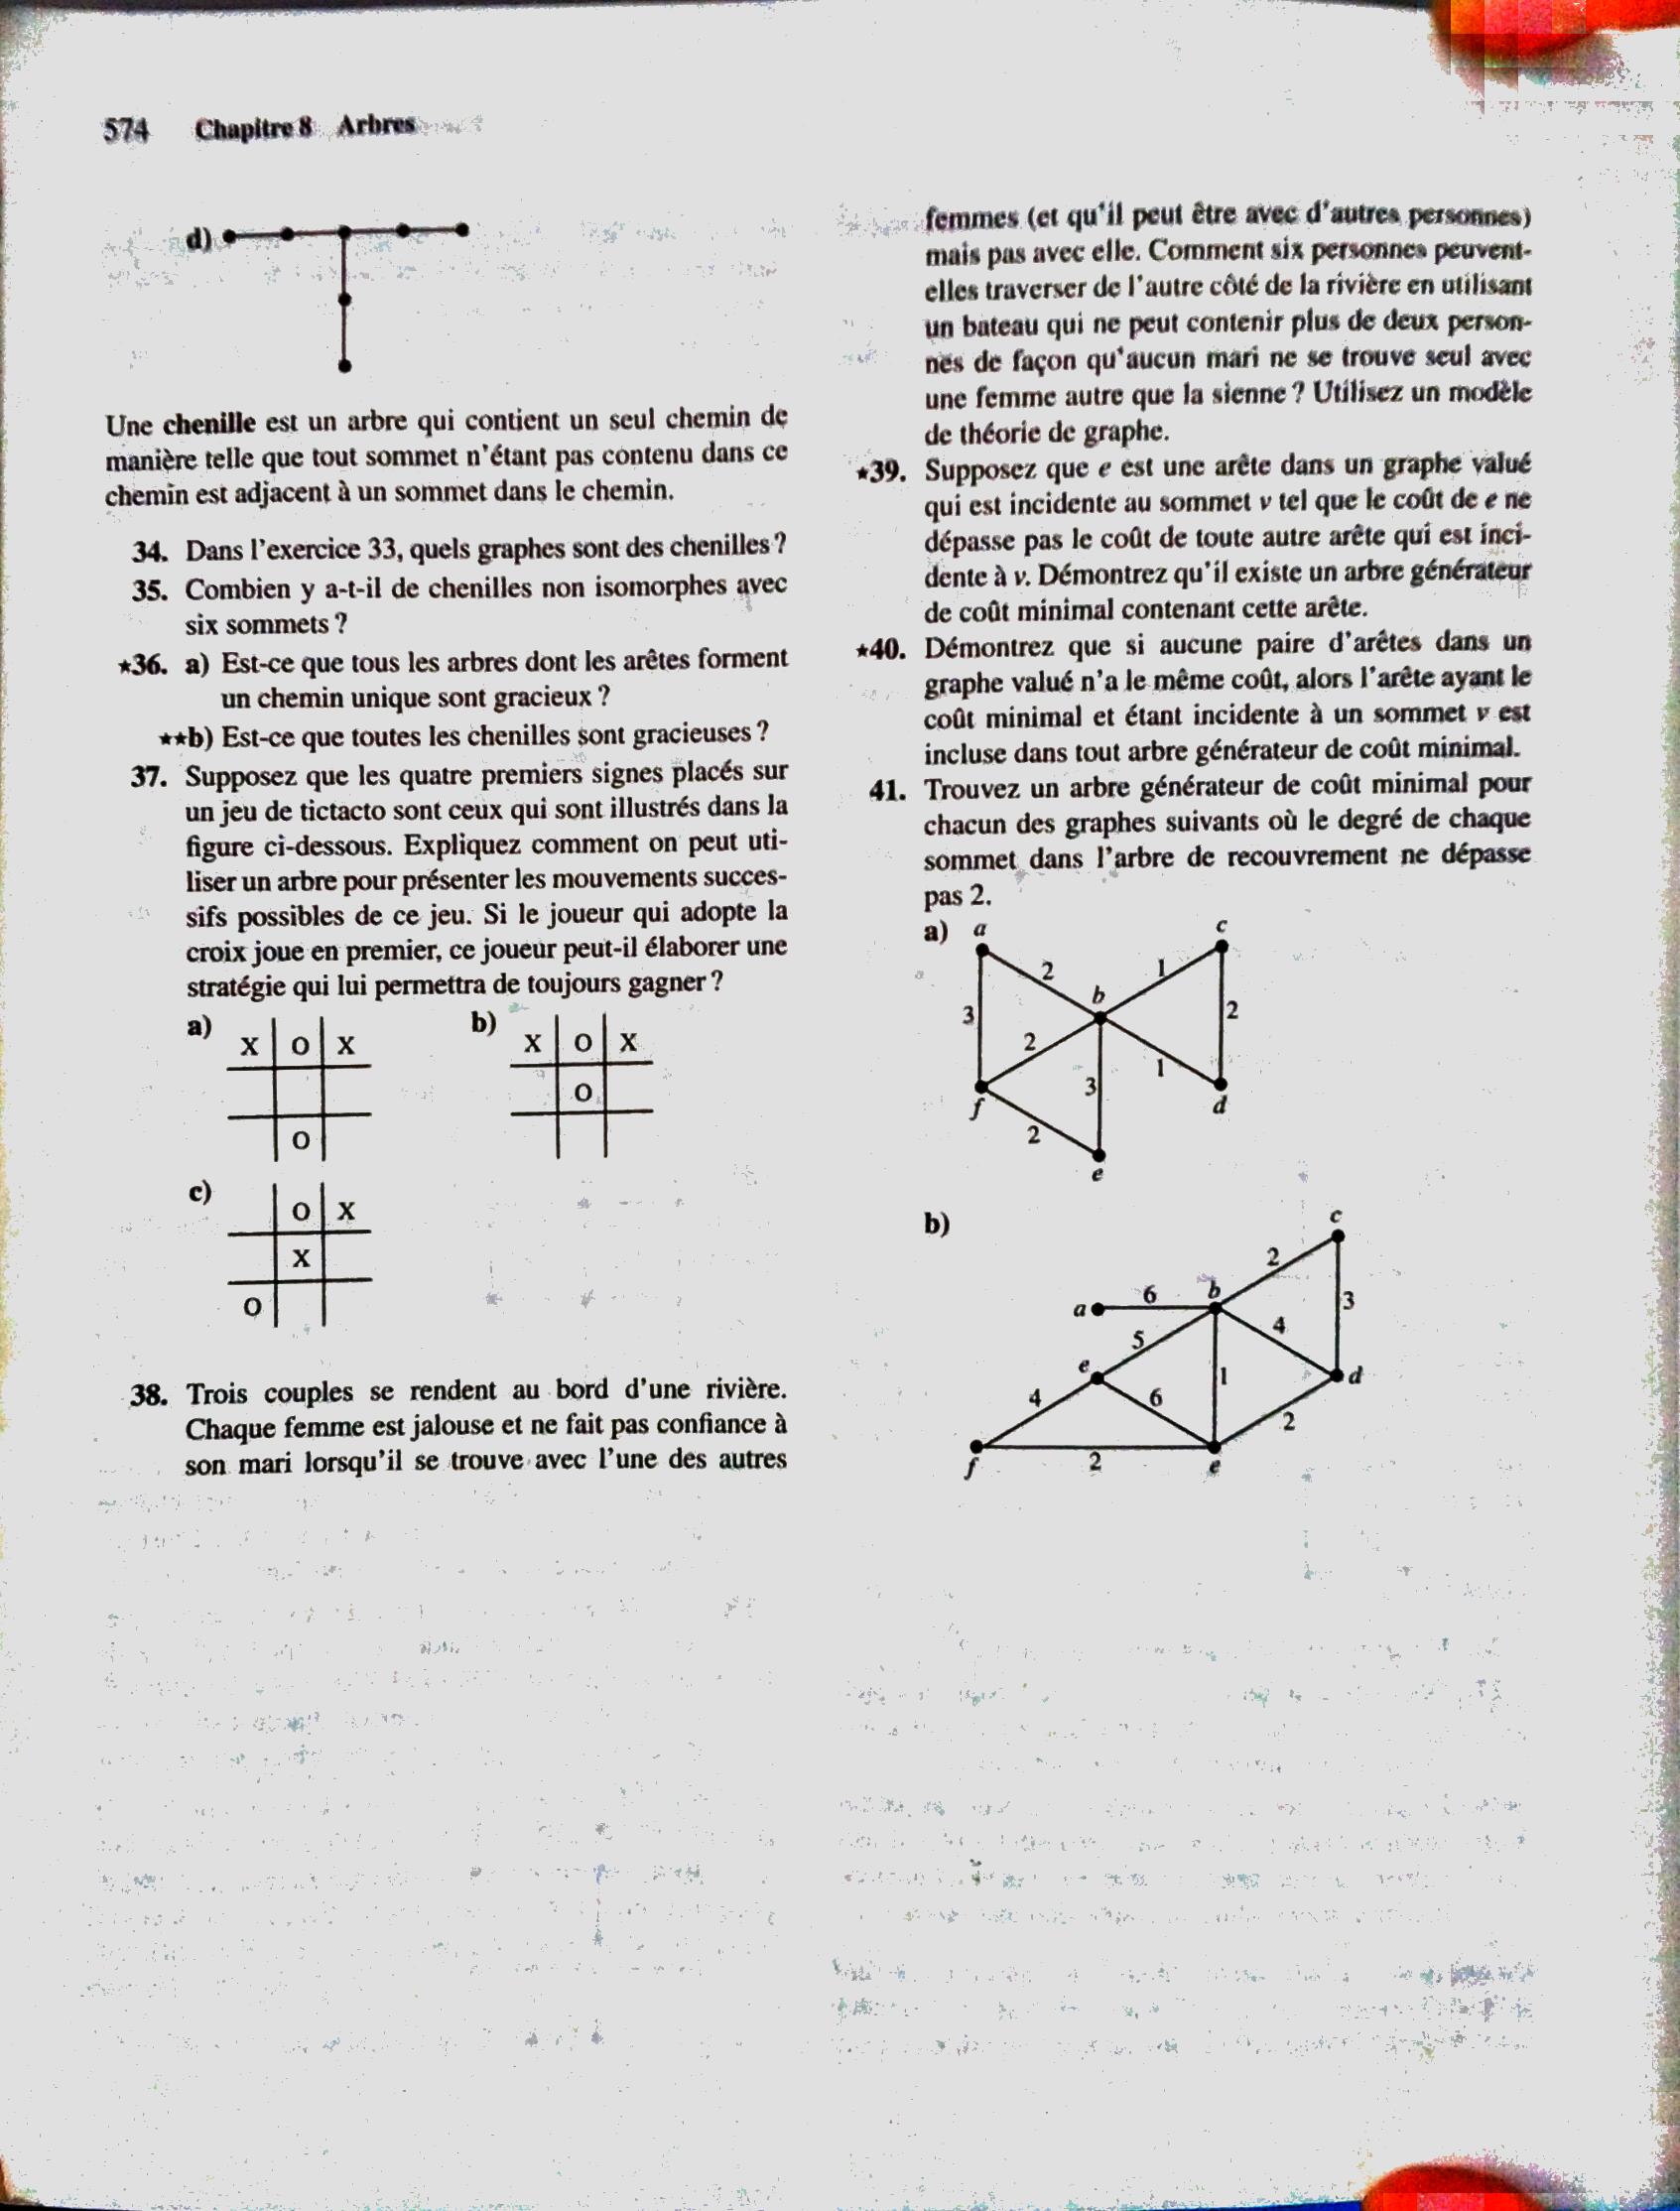 574 Chapitre 8 Arbres
d)
Une chenille est un arbre qui contient un seul chemin de
manière telle que tout sommet n'étant pas contenu dans ce
chemin est adjacent à un sommet dans le chemin.
34. Dans l'exercice 33, quels graphes sont des chenilles ?
35. Combien y a-t-il de chenilles non isomorphes avec
six sommets ?
★36. a) Est-ce que tous les arbres dont les arêtes forment
un chemin unique sont gracieux ?
★★b) Est-ce que toutes les chenilles sont gracieuses ?
37. Supposez que les quatre premiers signes placés sur
un jeu de tictacto sont ceux qui sont illustrés dans la
figure ci-dessous. Expliquez comment on peut uti-
liser un arbre pour présenter les mouvements succes-
sifs possibles de ce jeu. Si le joueur qui adopte la
croix joue en premier, ce joueur peut-il élaborer une
stratégie qui lui permettra de toujours gagner ?
a)
X O X
O
b)
X O X
O
c)
O X
X
O
38. Trois couples se rendent au bord d'une rivière.
Chaque femme est jalouse et ne fait pas confiance à
son mari lorsqu'il se trouve avec l'une des autres
femmes (et qu'il peut être avec d'autres personnes)
mais pas avec elle. Comment six personnes peuvent-
elles traverser de l'autre côté de la rivière en utilisant
un bateau qui ne peut contenir plus de deux person-
nes de façon qu'aucun mari ne se trouve seul avec
une femme autre que la sienne ? Utilisez un modèle
de théorie de graphe.
★39. Supposez que e est une arête dans un graphe valué
qui est incidente au sommet v tel que le coût de e ne
dépasse pas le coût de toute autre arête qui est inci-
dente à v. Démontrez qu'il existe un arbre générateur
de coût minimal contenant cette arête.
★40. Démontrez que si aucune paire d'arêtes dans un
graphe valué n'a le même coût, alors l'arête ayant le
coût minimal et étant incidente à un sommet v est
incluse dans tout arbre générateur de coût minimal.
41. Trouvez un arbre générateur de coût minimal pour
chacun des graphes suivants où le degré de chaque
sommet dans l'arbre de recouvrement ne dépasse
pas 2.
a) a c
2 1
b
3 2
2
3 1
f d
2
e
b)
c
2
a 6 b
3
5 4
e
1 d
4 6
2
f 2 e